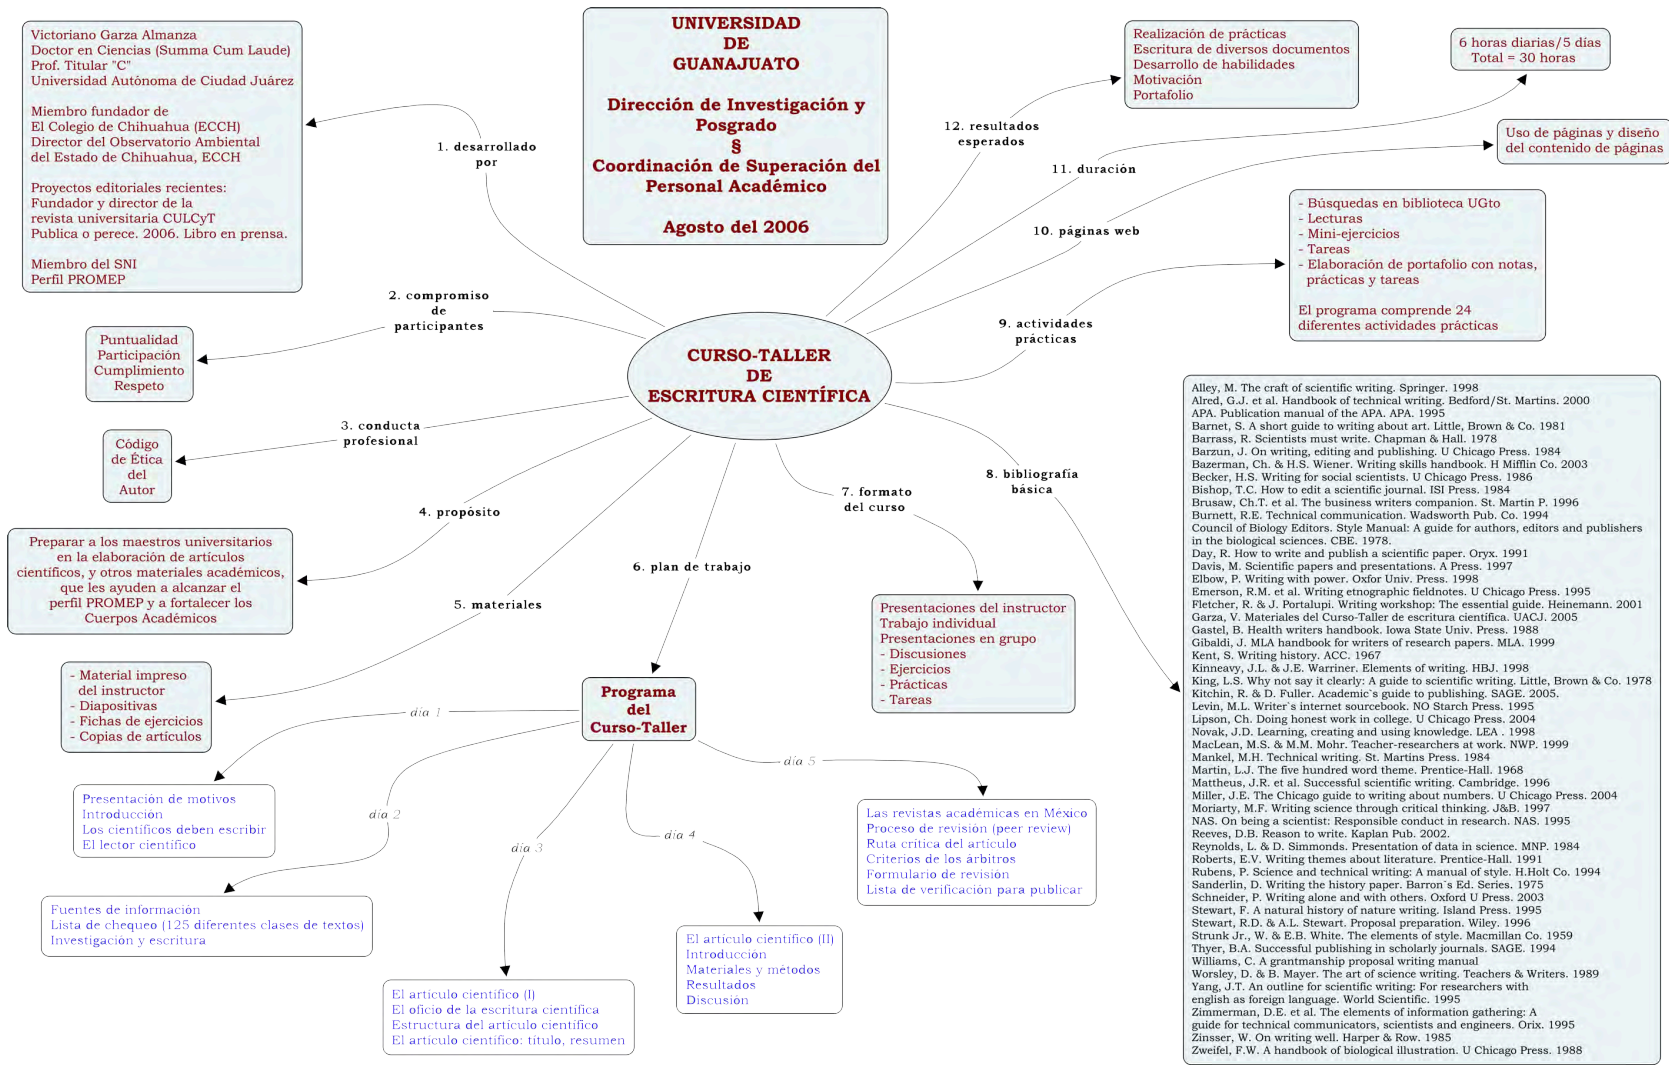 UNIVERSIDAD
DE
GUANAJUATO
Dirección de Investigación y
Posgrado
§
Coordinación de Superación del
Personal Académico
Agosto del 2006
CURSO-TALLER
DE
ESCRITURA CIENTÍFICA
1. desarrollado
por
Victoriano Garza Almanza
Doctor en Ciencias (Summa Cum Laude)
Prof. Titular "C"
Universidad Autónoma de Ciudad Juárez
Miembro fundador de
El Colegio de Chihuahua (ECCH)
Director del Observatorio Ambiental
del Estado de Chihuahua, ECCH
Proyectos editoriales recientes:
Fundador y director de la
revista universitaria CULCyT
Publica o perece. 2006. Libro en prensa.
Miembro del SNI
Perfil PROMEP
2. compromiso
de
participantes
Puntualidad
Participación
Cumplimiento
Respeto
3. conducta
profesional
Código
de Ética
del
Autor
4. propósito
Preparar a los maestros universitarios
en la elaboración de artículos
científicos, y otros materiales académicos,
que les ayuden a alcanzar el
perfil PROMEP y a fortalecer los
Cuerpos Académicos
5. materiales
- Material impreso
del instructor
- Diapositivas
- Fichas de ejercicios
- Copias de artículos
6. plan de trabajo
Programa
del
Curso-Taller
día 1
Presentación de motivos
Introducción
Los científicos deben escribir
El lector científico
día 2
Fuentes de información
Lista de chequeo (125 diferentes clases de textos)
Investigación y escritura
día 3
El artículo científico (I)
El oficio de la escritura científica
Estructura del artículo científico
El artículo científico: título, resumen
día 4
El artículo científico (II)
Introducción
Materiales y métodos
Resultados
Discusión
día 5
Las revistas académicas en México
Proceso de revisión (peer review)
Ruta crítica del artículo
Criterios de los árbitros
Formulario de revisión
Lista de verificación para publicar
7. formato
del curso
Presentaciones del instructor
Trabajo individual
Presentaciones en grupo
- Discusiones
- Ejercicios
- Prácticas
- Tareas
8. bibliografía
básica
Alley, M. The craft of scientific writing. Springer. 1998
Alred, G.J. et al. Handbook of technical writing. Bedford/St. Martins. 2000
APA. Publication manual of the APA. APA. 1995
Barnet, S. A short guide to writing about art. Little, Brown & Co. 1981
Barrass, R. Scientists must write. Chapman & Hall. 1978
Barzun, J. On writing, editing and publishing. U Chicago Press. 1984
Bazerman, Ch. & H.S. Wiener. Writing skills handbook. H Mifflin Co. 2003
Becker, H.S. Writing for social scientists. U Chicago Press. 1986
Bishop, T.C. How to edit a scientific journal. ISI Press. 1984
Brusaw, Ch.T. et al. The business writers companion. St. Martin P. 1996
Burnett, R.E. Technical communication. Wadsworth Pub. Co. 1994
Council of Biology Editors. Style Manual: A guide for authors, editors and publishers
in the biological sciences. CBE. 1978.
Day, R. How to write and publish a scientific paper. Oryx. 1991
Davis, M. Scientific papers and presentations. A Press. 1997
Elbow, P. Writing with power. Oxfor Univ. Press. 1998
Emerson, R.M. et al. Writing etnographic fieldnotes. U Chicago Press. 1995
Fletcher, R. & J. Portalupi. Writing workshop: The essential guide. Heinemann. 2001
Garza, V. Materiales del Curso-Taller de escritura científica. UACJ. 2005
Gastel, B. Health writers handbook. Iowa State Univ. Press. 1988
Gibaldi, J. MLA handbook for writers of research papers. MLA. 1999
Kent, S. Writing history. ACC. 1967
Kinneavy, J.L. & J.E. Warriner. Elements of writing. HBJ. 1998
King, L.S. Why not say it clearly: A guide to scientific writing. Little, Brown & Co. 1978
Kitchin, R. & D. Fuller. Academic`s guide to publishing. SAGE. 2005.
Levin, M.L. Writer`s internet sourcebook. NO Starch Press. 1995
Lipson, Ch. Doing honest work in college. U Chicago Press. 2004
Novak, J.D. Learning, creating and using knowledge. LEA . 1998
MacLean, M.S. & M.M. Mohr. Teacher-researchers at work. NWP. 1999
Mankel, M.H. Technical writing. St. Martins Press. 1984
Martin, L.J. The five hundred word theme. Prentice-Hall. 1968
Mattheus, J.R. et al. Successful scientific writing. Cambridge. 1996
Miller, J.E. The Chicago guide to writing about numbers. U Chicago Press. 2004
Moriarty, M.F. Writing science through critical thinking. J&B. 1997
NAS. On being a scientist: Responsible conduct in research. NAS. 1995
Reeves, D.B. Reason to write. Kaplan Pub. 2002.
Reynolds, L. & D. Simmonds. Presentation of data in science. MNP. 1984
Roberts, E.V. Writing themes about literature. Prentice-Hall. 1991
Rubens, P. Science and technical writing: A manual of style. H.Holt Co. 1994
Sanderlin, D. Writing the history paper. Barron`s Ed. Series. 1975
Schneider, P. Writing alone and with others. Oxford U Press. 2003
Stewart, F. A natural history of nature writing. Island Press. 1995
Stewart, R.D. & A.L. Stewart. Proposal preparation. Wiley. 1996
Strunk Jr., W. & E.B. White. The elements of style. Macmillan Co. 1959
Thyer, B.A. Successful publishing in scholarly journals. SAGE. 1994
Williams, C. A grantmanship proposal writing manual
Worsley, D. & B. Mayer. The art of science writing. Teachers & Writers. 1989
Yang, J.T. An outline for scientific writing: For researchers with
english as foreign language. World Scientific. 1995
Zimmerman, D.E. et al. The elements of information gathering: A
guide for technical communicators, scientists and engineers. Orix. 1995
Zinsser, W. On writing well. Harper & Row. 1985
Zweifel, F.W. A handbook of biological illustration. U Chicago Press. 1988
9. actividades
prácticas
- Búsquedas en biblioteca UGto
- Lecturas
- Mini-ejercicios
- Tareas
- Elaboración de portafolio con notas,
prácticas y tareas
El programa comprende 24
diferentes actividades prácticas
10. páginas web
Uso de páginas y diseño
del contenido de páginas
11. duración
6 horas diarias/5 días
Total = 30 horas
12. resultados
esperados
Realización de prácticas
Escritura de diversos documentos
Desarrollo de habilidades
Motivación
Portafolio